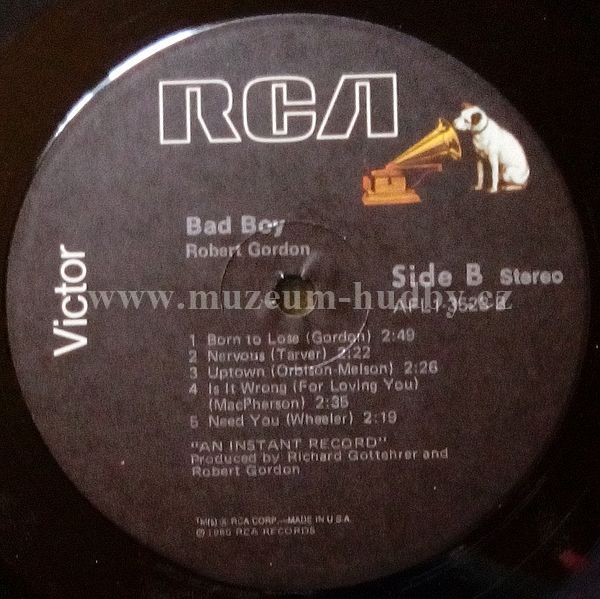 RCA
Victor
Bad Boy
Robert Gordon
Side B Stereo
AFL1-3523-B
www.muzeum-hudby.cz
1 Born to Lose (Gordon) 2:49
2 Nervous (Tarver) 2:22
3 Uptown (Orbison-Melson) 2:26
4 Is It Wrong (For Loving You)
(MacPherson) 2:35
5 Need You (Wheeler) 2:19
"AN INSTANT RECORD"
Produced by Richard Gottehrer and
Robert Gordon
TM(s) ® RCA CORP.—MADE IN U.S.A.
℗ 1980 RCA RECORDS